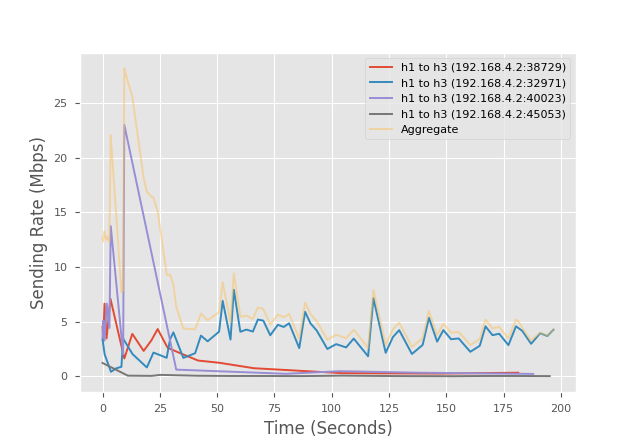 h1 to h3 (192.168.4.2:38729)
h1 to h3 (192.168.4.2:32971)
h1 to h3 (192.168.4.2:40023)
h1 to h3 (192.168.4.2:45053)
Aggregate
Sending Rate (Mbps)
25
20
15
10
5
0
0 25 50 75 100 125 150 175 200
Time (Seconds)